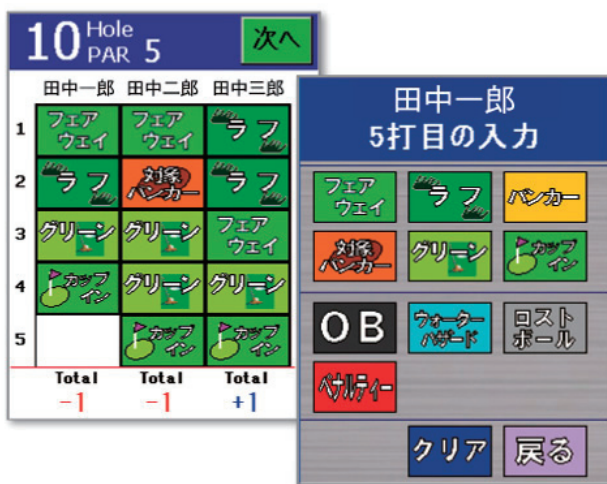 10 Hole PAR 5 次へ
田中一郎 田中二郎 田中三郎
1 フェアウェイ フェアウェイ ラフ
2 ラフ 対象バンカー ラフ
3 グリーン グリーン フェアウェイ
4 カップイン グリーン グリーン
5 カップイン カップイン
Total Total Total
-1 -1 +1
田中一郎
5打目の入力
フェアウェイ ラフ バンカー
対象バンカー グリーン カップイン
OB ウォーターハザード ロストボール
ペナルティー
クリア 戻る